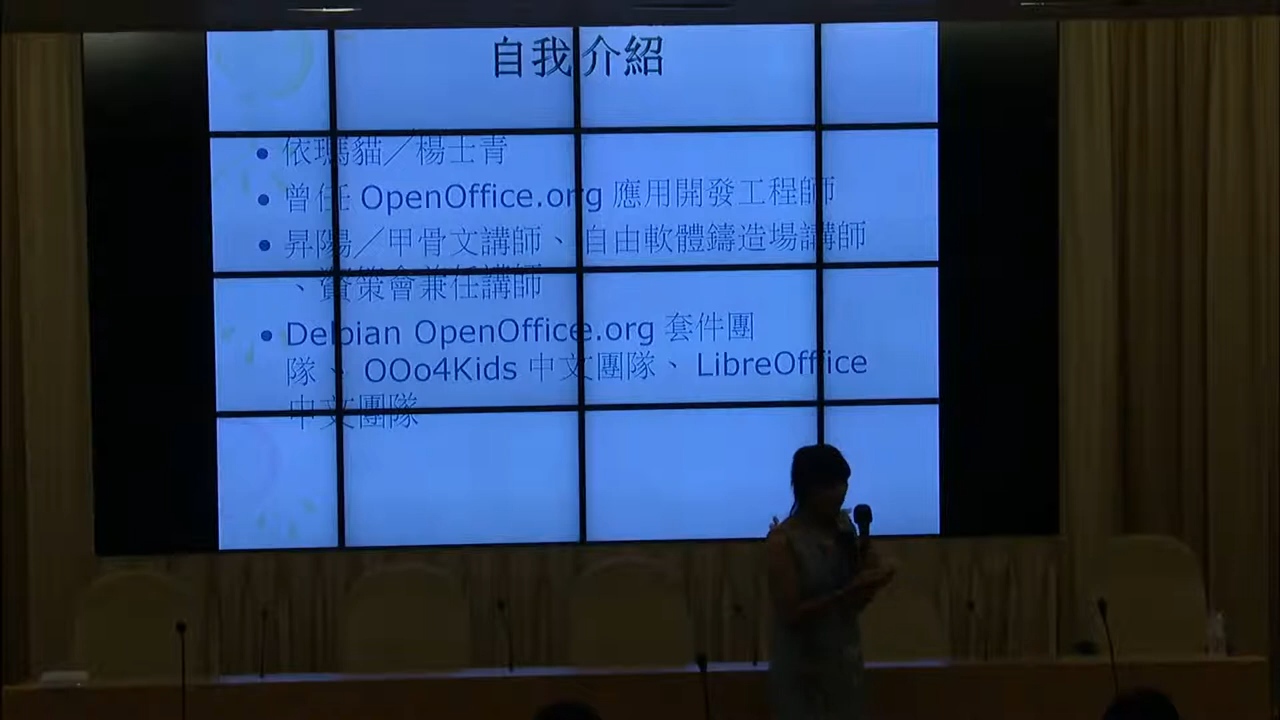 自我介紹
• 依瑪貓╱楊士青
• 曾任 OpenOffice.org 應用開發工程師
• 昇陽╱甲骨文講師、自由軟體鑄造場講師
、資策會兼任講師
• Debian OpenOffice.org 套件團
隊、 OOo4Kids 中文團隊、 LibreOffice
中文團隊